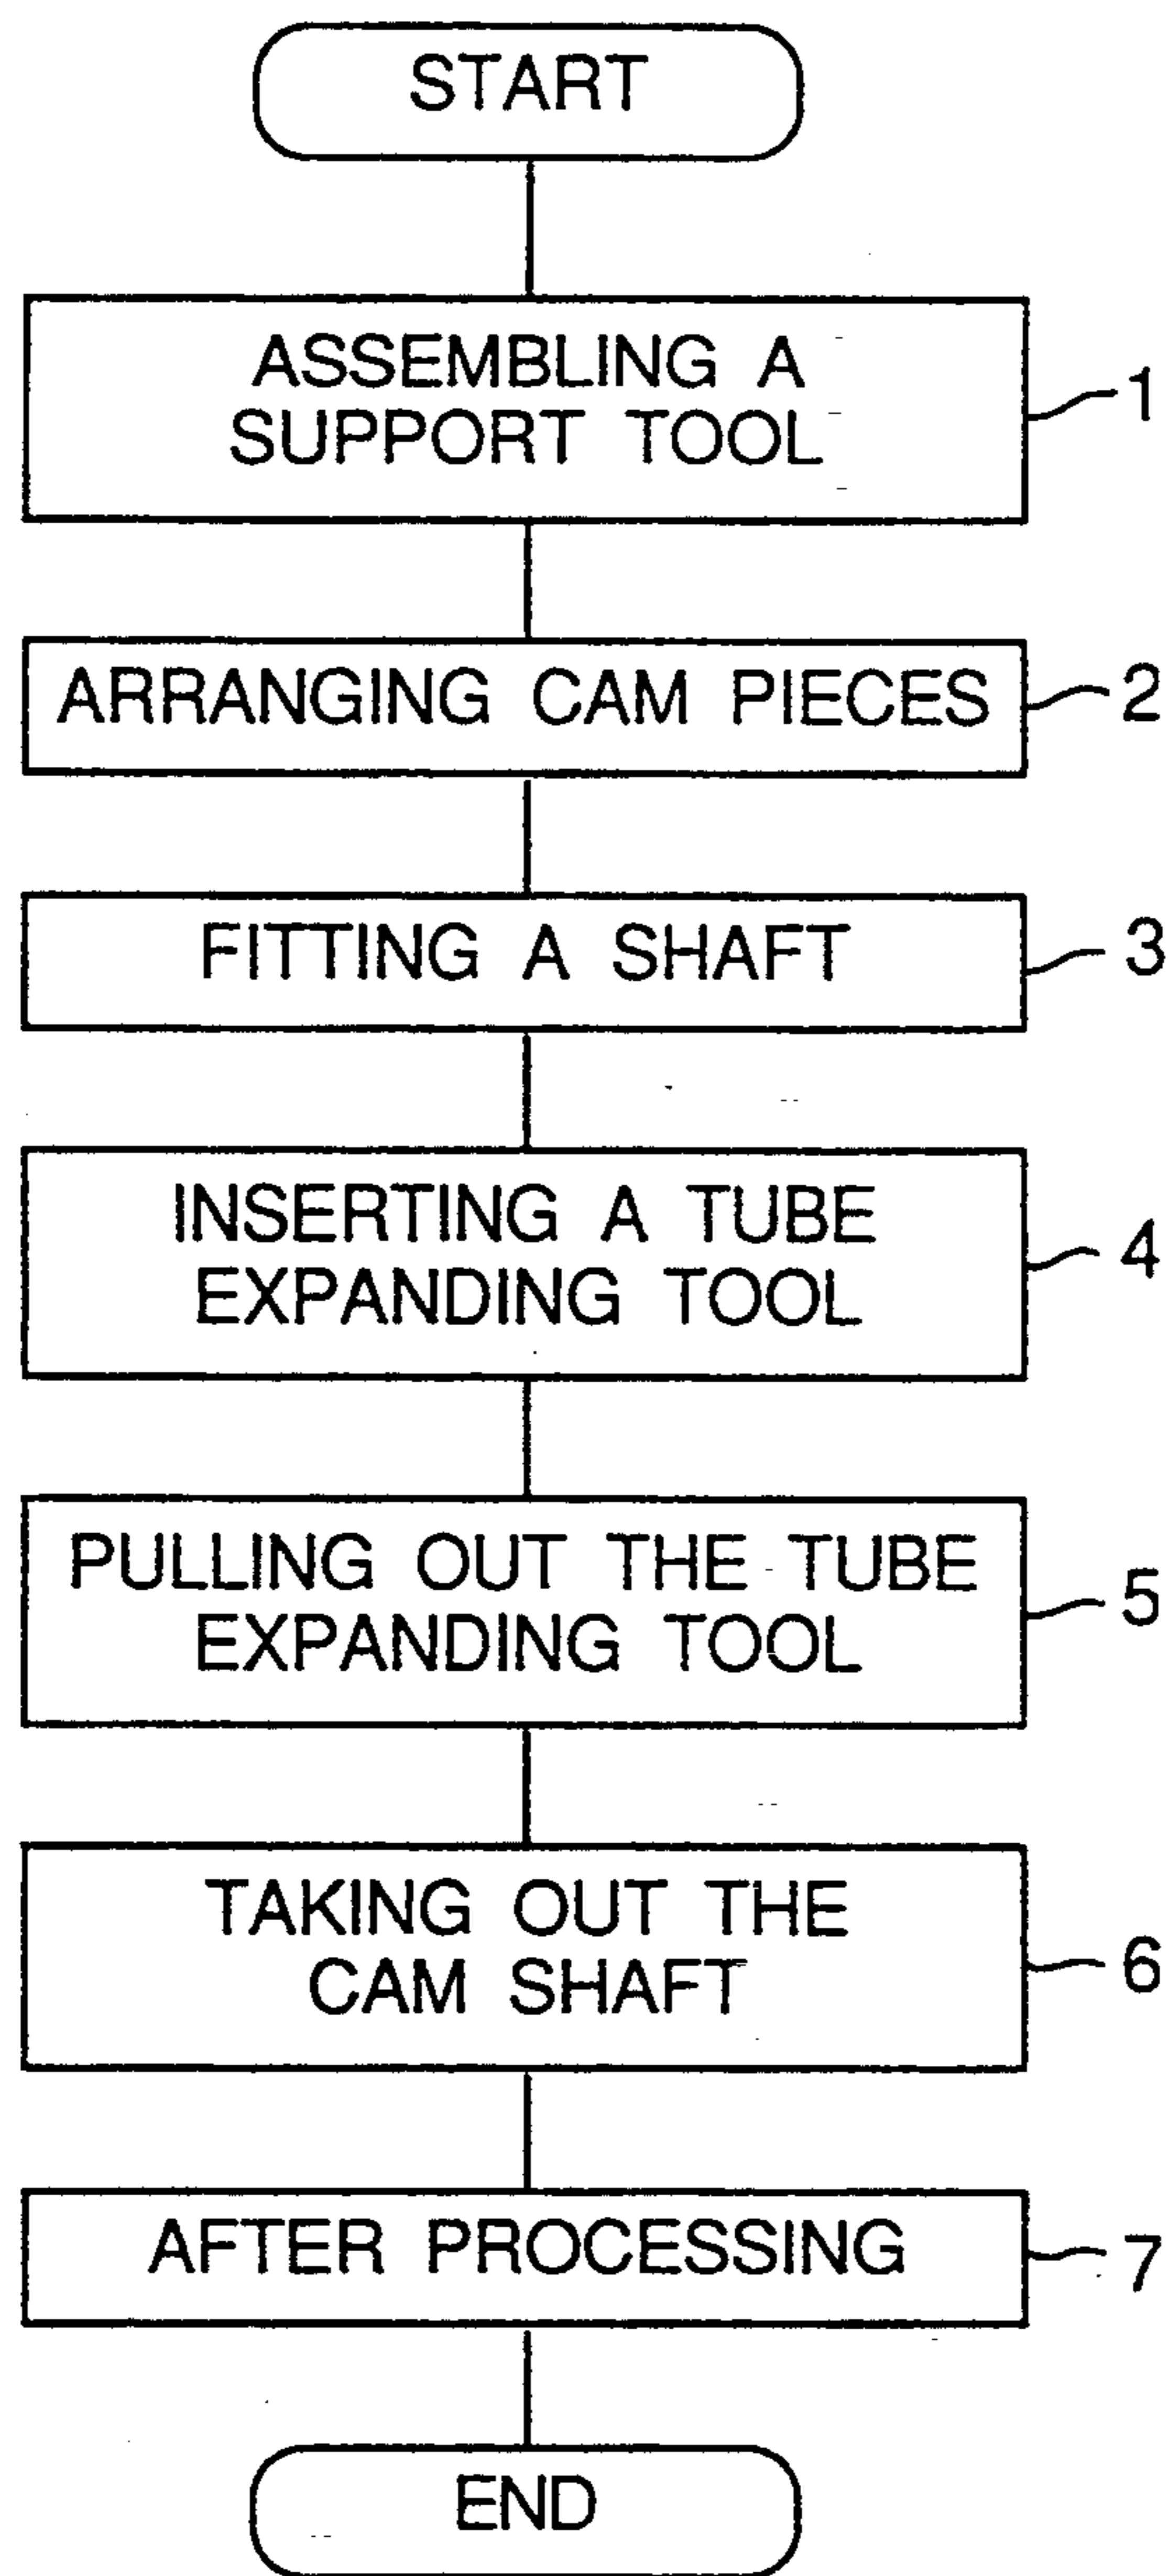 START
ASSEMBLING A
SUPPORT TOOL
1
ARRANGING CAM PIECES
2
FITTING A SHAFT
3
INSERTING A TUBE
EXPANDING TOOL
4
PULLING OUT THE TUBE
EXPANDING TOOL
5
TAKING OUT THE
CAM SHAFT
6
AFTER PROCESSING
7
END